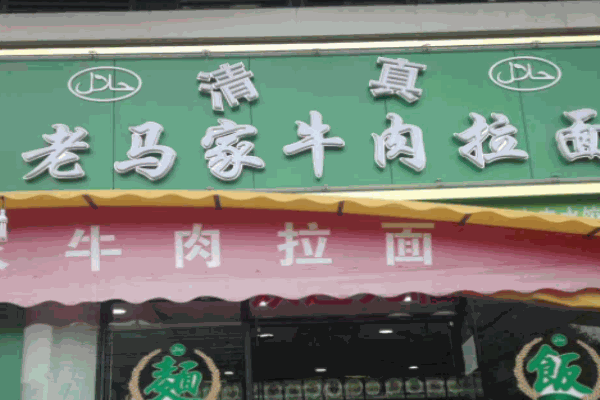 حلال 清真 حلال
老马家牛肉拉面
牛肉拉面
麵 飯